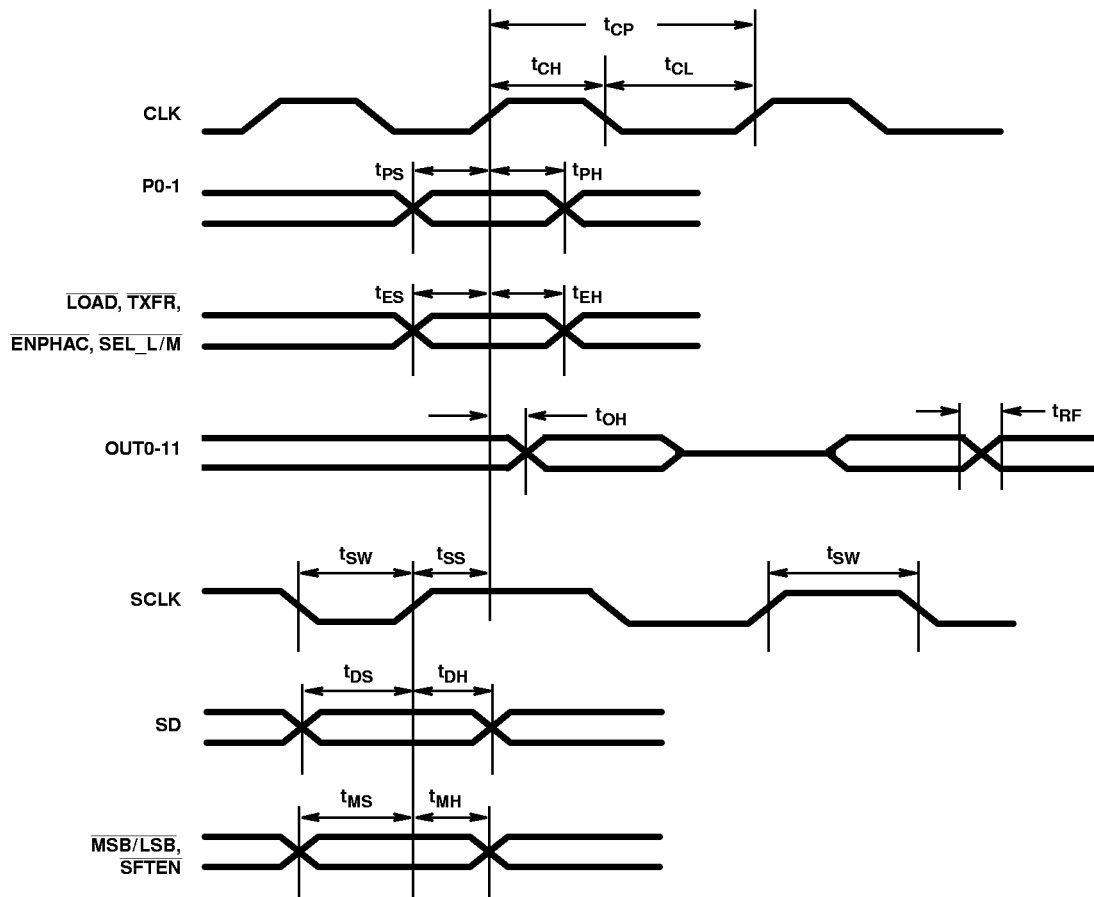 tCP
tCH tCL
CLK
tPS tPH
P0-1
tES tEH
LOAD, TXFR,
ENPHAC, SEL_L/M
tOH tRF
OUT0-11
tSW tSS tSW
SCLK
tDS tDH
SD
tMS tMH
MSB/LSB,
SFTEN